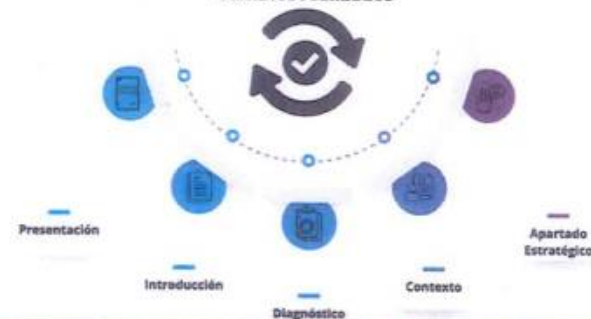 Presentación
Introducción
Diagnóstico
Contexto
Apartado
Estratégico